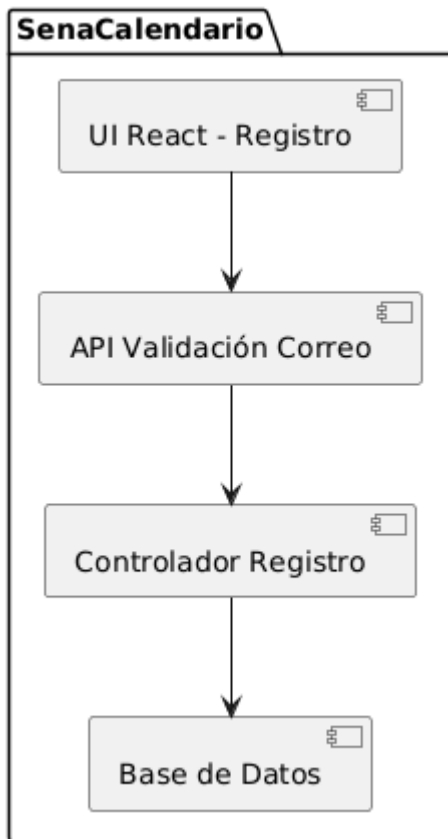 SenaCalendario
UI React - Registro
API Validación Correo
Controlador Registro
Base de Datos